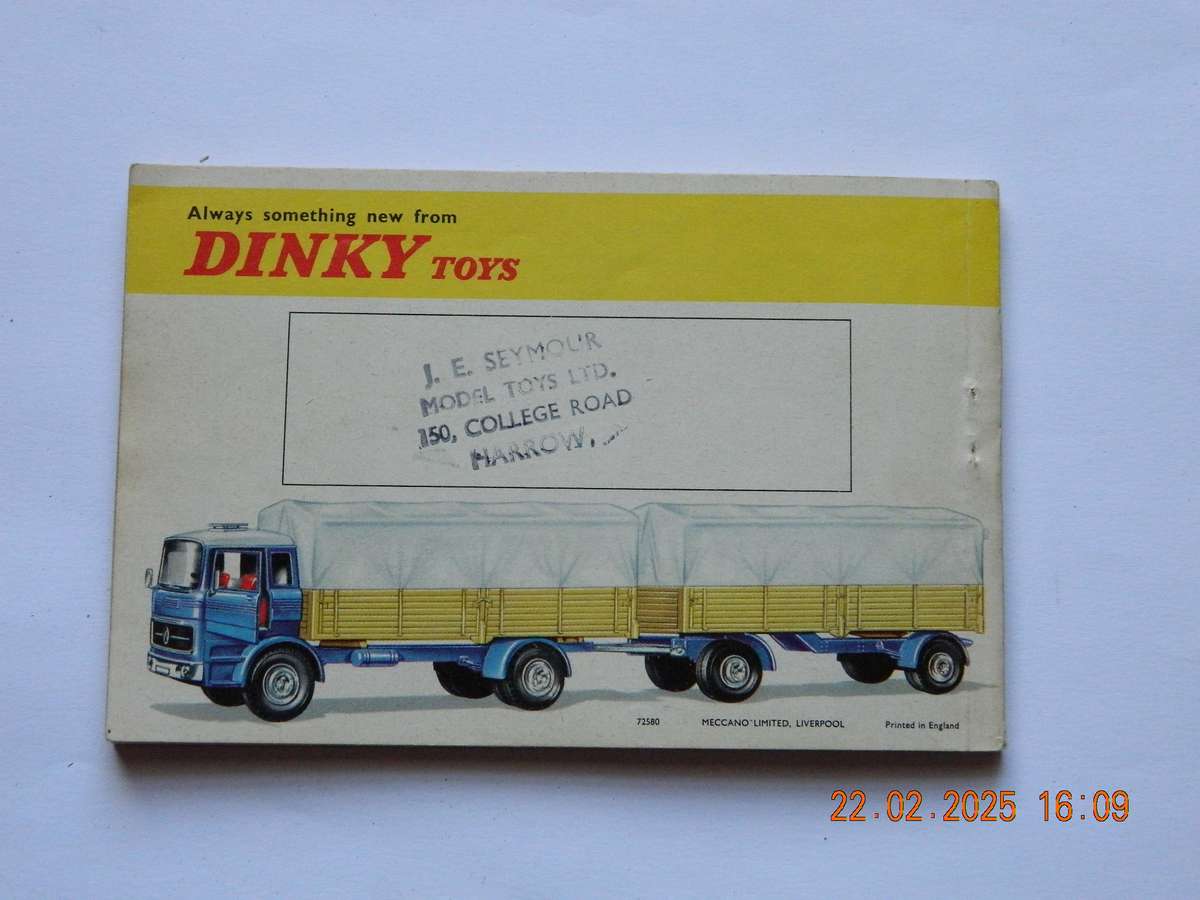 Always something new from
DINKY TOYS
J. E. SEYMOUR
MODEL TOYS LTD.
150, COLLEGE ROAD
HARROW.
72580 MECCANO LIMITED, LIVERPOOL Printed in England
22.02.2025 16:09